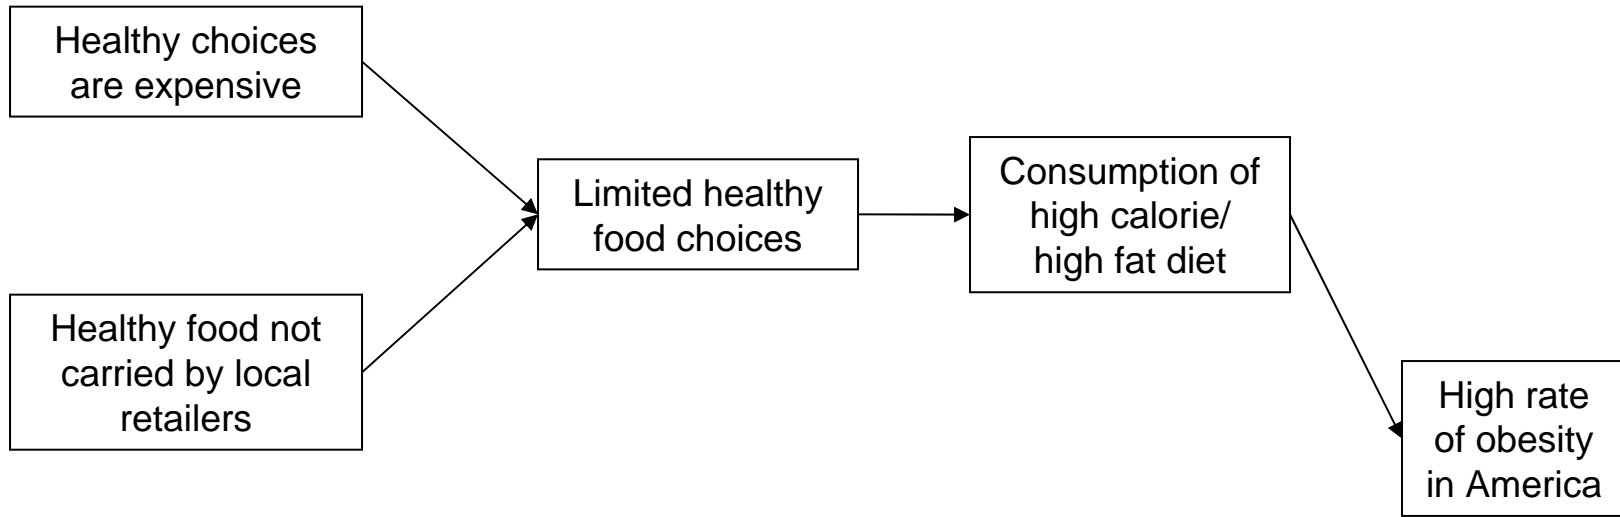 Healthy choices
are expensive
Healthy food not
carried by local
retailers
Limited healthy
food choices
Consumption of
high calorie/
high fat diet
High rate
of obesity
in America